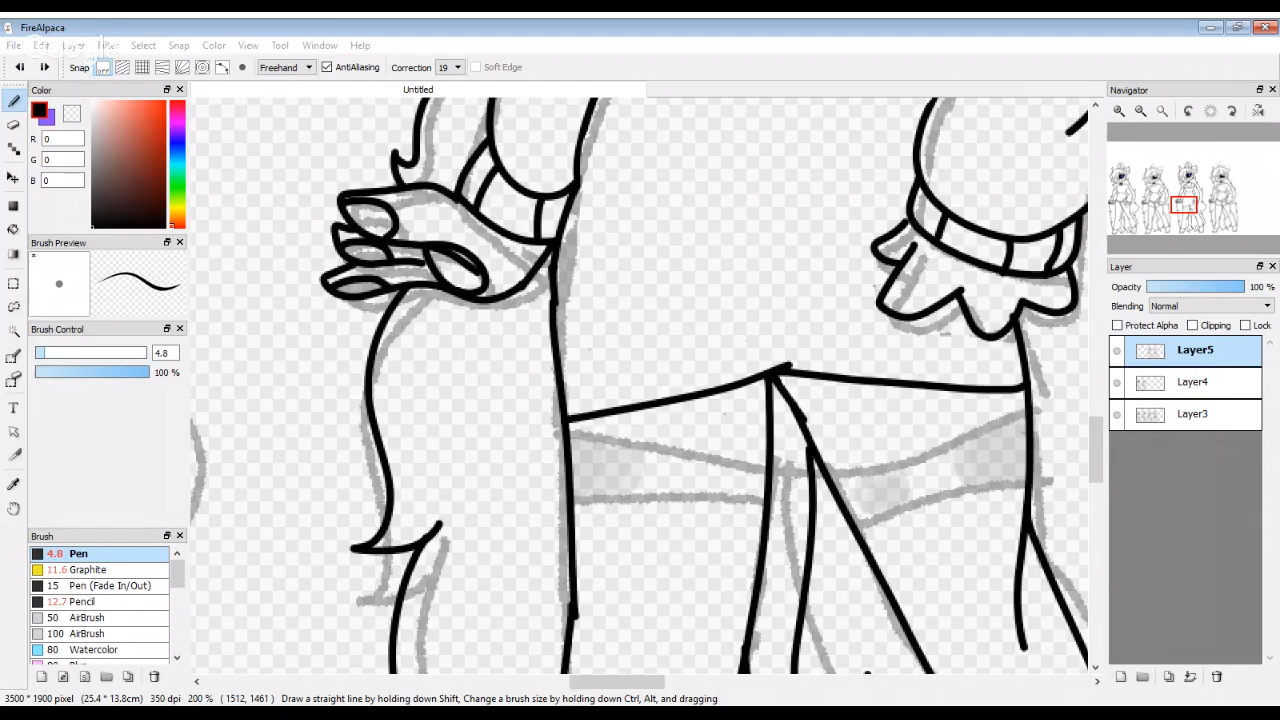 FireAlpaca
File Edit Layer Filter Select Snap Color View Tool Window Help
Snap OFF Freehand AntiAliasing Correction 19 Soft Edge
Color
R 0
G 0
B 0
Untitled
Brush Preview
Brush Control
4.8
100 %
Brush
4.8 Pen
11.6 Graphite
15 Pen (Fade In/Out)
12.7 Pencil
50 AirBrush
100 AirBrush
80 Watercolor
Navigator
Layer
Opacity 100 %
Blending Normal
Protect Alpha Clipping Lock
Layer5
Layer4
Layer3
3500 * 1900 pixel (25.4 * 13.8cm) 350 dpi 200 % ( 1512, 1461 ) Draw a straight line by holding down Shift, Change a brush size by holding down Ctrl, Alt, and dragging